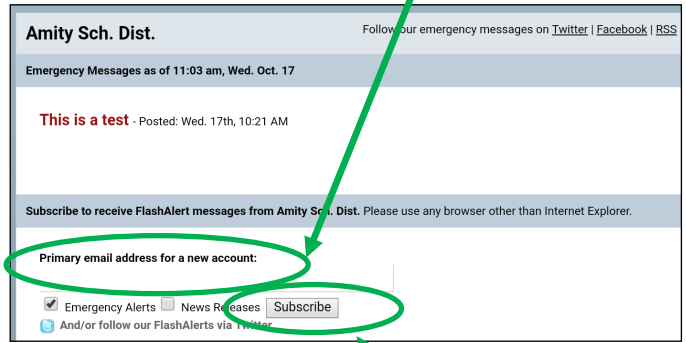 Amity Sch. Dist.
Follow our emergency messages on Twitter | Facebook | RSS
Emergency Messages as of 11:03 am, Wed. Oct. 17
This is a test - Posted: Wed. 17th, 10:21 AM
Subscribe to receive FlashAlert messages from Amity Sch. Dist. Please use any browser other than Internet Explorer.
Primary email address for a new account:
Emergency Alerts News Releases Subscribe
And/or follow our FlashAlerts via Twitter